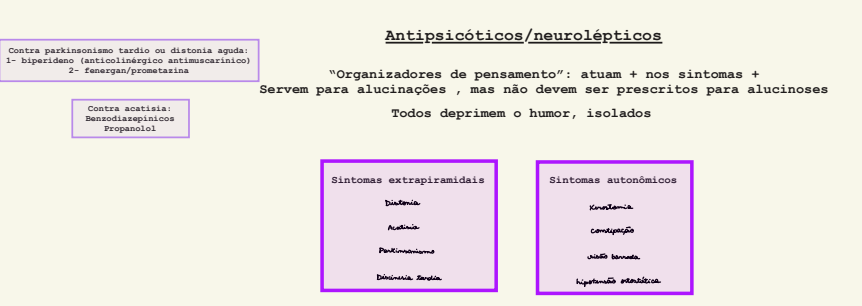 Antipsicóticos/neurolépticos
Contra parkinsonismo tardio ou distonia aguda:
1- biperideno (anticolinérgico antimuscarinico)
2- fenergan/prometazina
"Organizadores de pensamento": atuam + nos sintomas +
Servem para alucinações , mas não devem ser prescritos para alucinoses
Contra acatisia:
Benzodiazepinicos
Propanolol
Todos deprimem o humor, isolados
Sintomas extrapiramidais
Distonia
Acatisia
Parkinsonismo
Discinesia tardia
Sintomas autonômicos
Xerostomia
Constipação
visão borrada
hipotensão ortostática